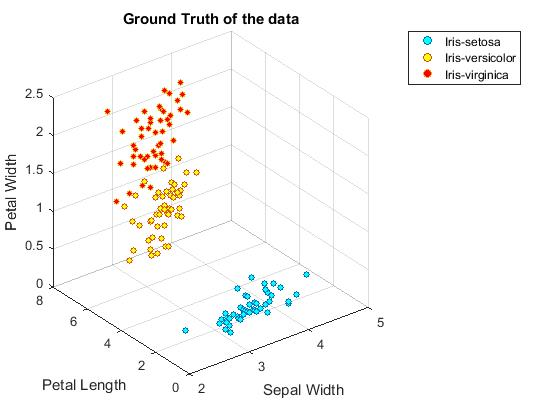 Ground Truth of the data
Iris-setosa
Iris-versicolor
Iris-virginica
2.5
2
1.5
1
0.5
0
Petal Width
8
6
4
2
0
Petal Length
2
3
4
5
Sepal Width